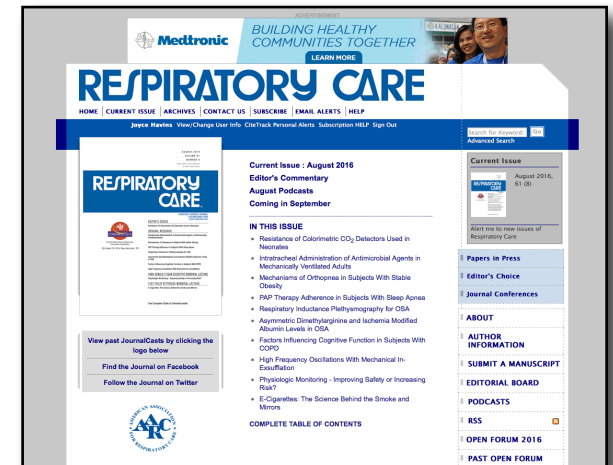 ADVERTISEMENT
Medtronic
BUILDING HEALTHY
COMMUNITIES TOGETHER
LEARN MORE
RESPIRATORY CARE
HOME CURRENT ISSUE ARCHIVES CONTACT US SUBSCRIBE EMAIL ALERTS HELP
Joyce Havins View/Change User Info CiteTrack Personal Alerts Subscription HELP Sign Out
Search for Keyword: Go
Advanced Search
RESPIRATORY
CARE
View past JournalCasts by clicking the
logo below
Find the Journal on Facebook
Follow the Journal on Twitter
AMERICAN ASSOCIATION
FOR RESPIRATORY CARE
AARC
Current Issue : August 2016
Editor's Commentary
August Podcasts
Coming in September
IN THIS ISSUE
Resistance of Colorimetric CO2 Detectors Used in
Neonates
Intratracheal Administration of Antimicrobial Agents in
Mechanically Ventilated Adults
Mechanisms of Orthopnea in Subjects With Stable
Obesity
PAP Therapy Adherence in Subjects With Sleep Apnea
Respiratory Inductance Plethysmography for OSA
Asymmetric Dimethylarginine and Ischemia Modified
Albumin Levels in OSA
Factors Influencing Cognitive Function in Subjects With
COPD
High Frequency Oscillations With Mechanical In-
Exsufflation
Physiologic Monitoring - Improving Safety or Increasing
Risk?
E-Cigarettes: The Science Behind the Smoke and
Mirrors
COMPLETE TABLE OF CONTENTS
Current Issue
August 2016,
61 (8)
Alert me to new issues of
Respiratory Care
Papers in Press
Editor's Choice
Journal Conferences
ABOUT
AUTHOR
INFORMATION
SUBMIT A MANUSCRIPT
EDITORIAL BOARD
PODCASTS
RSS
OPEN FORUM 2016
PAST OPEN FORUM